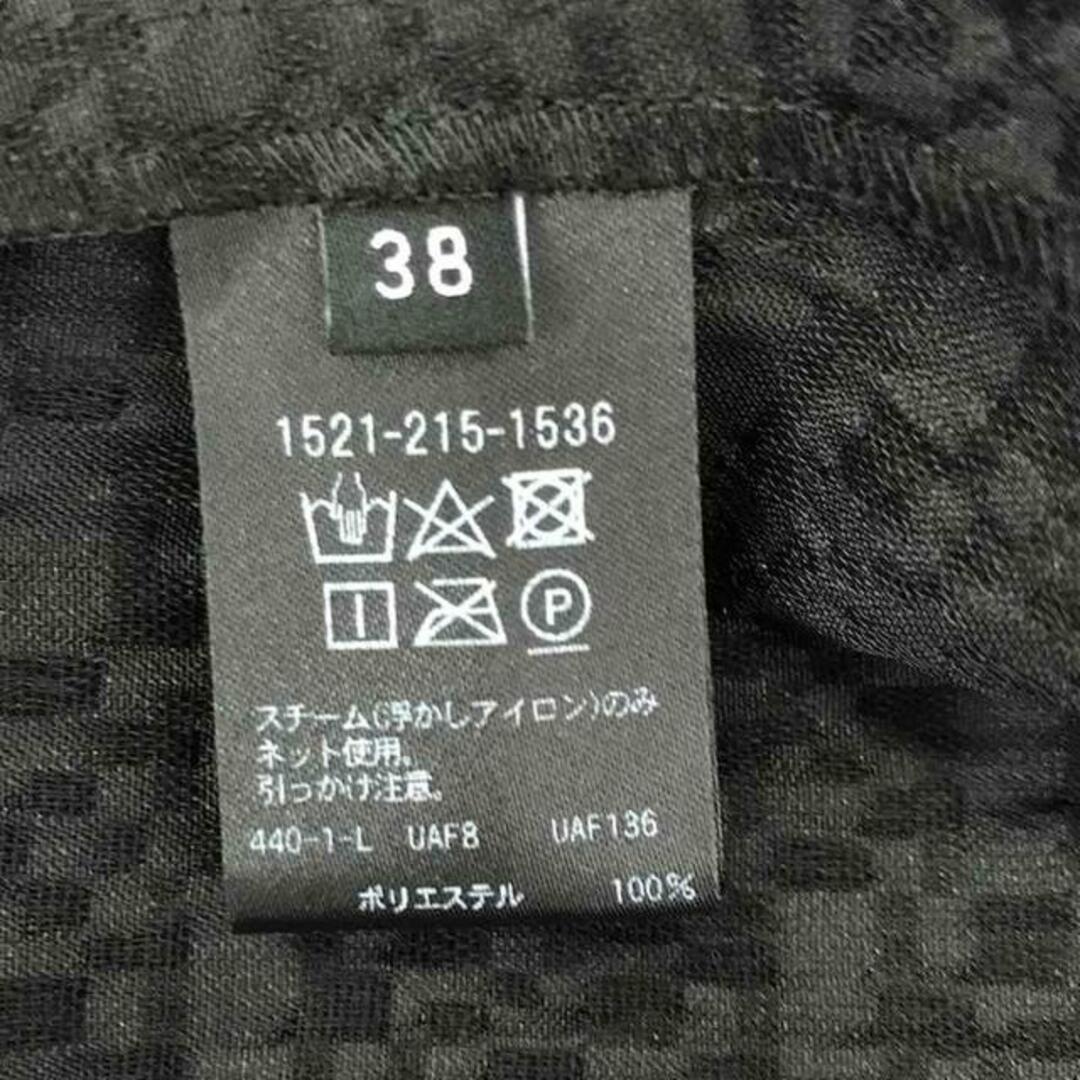 38
1521-215-1536
P
スチーム(浮かしアイロン)のみ
ネット使用。
引っかけ注意。
440-1-L UAF8 UAF136
ポリエステル 100%